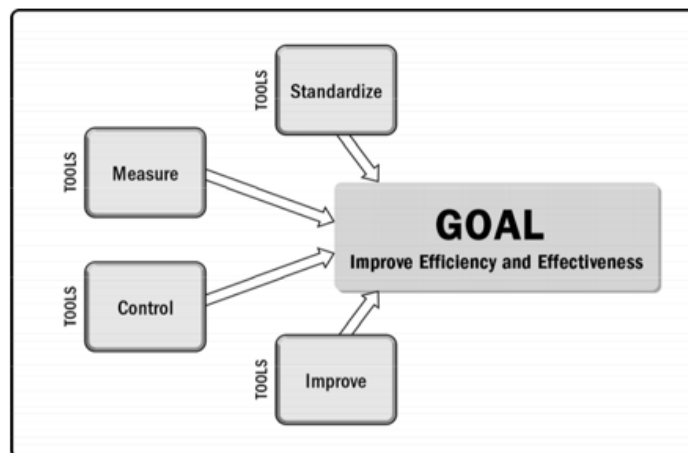 TOOLS
Standardize
TOOLS
Measure
GOAL
Improve Efficiency and Effectiveness
TOOLS
Control
TOOLS
Improve